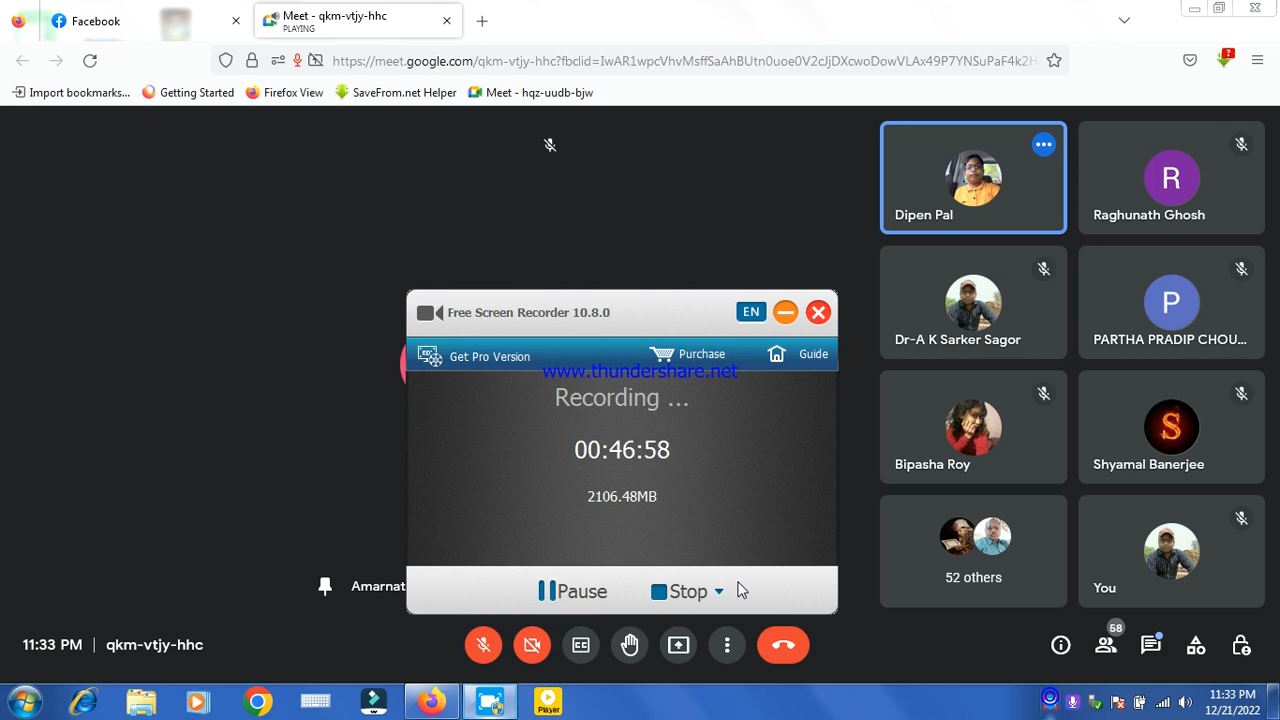 Facebook
Meet - qkm-vtjy-hhc
PLAYING
https://meet.google.com/qkm-vtjy-hhc?fbclid=
Import bookmarks...
Getting Started
Firefox View
SaveFrom.net Helper
Meet - hqz-uudb-bjw
?
Dipen Pal
R
Raghunath Ghosh
Dr-A K Sarker Sagor
P
PARTHA PRADIP CHOU...
Bipasha Roy
S
Shyamal Banerjee
52 others
You
Free Screen Recorder 10.8.0
EN
REC
Get Pro Version
Purchase
Guide
www.thundershare.net
Recording ...
00:46:58
2106.48MB
Pause
Stop
Amarnat
11:33 PM | qkm-vtjy-hhc
CC
58
Player
11:33 PM
12/21/2022